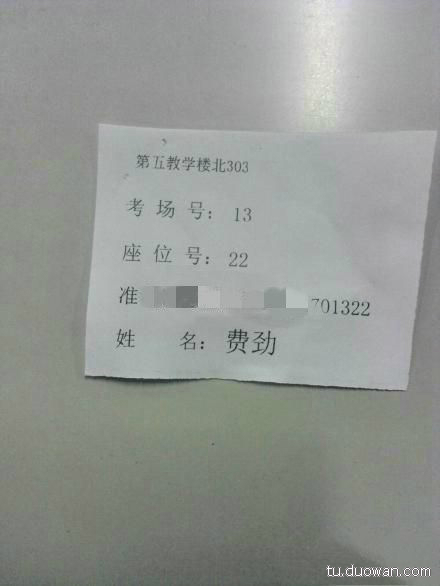 第五教学楼北303
考 场 号：13
座 位 号：22
准 701322
姓 名：费劲
tu.duowan.com